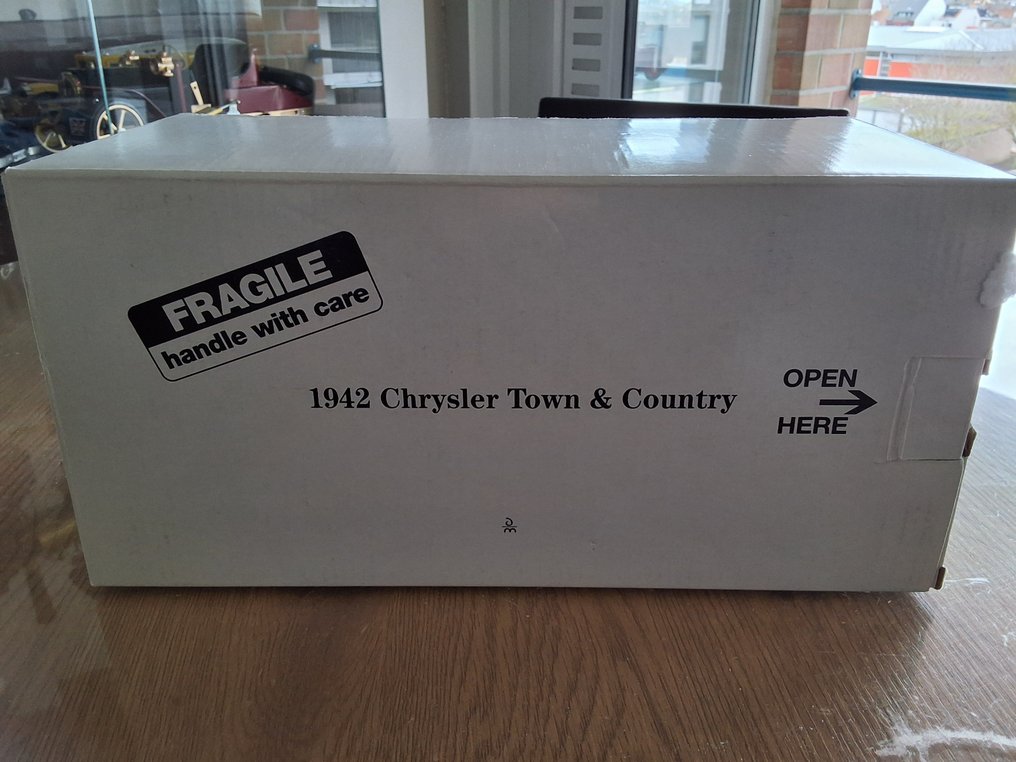 FRAGILE
handle with care
1942 Chrysler Town & Country
OPEN
HERE